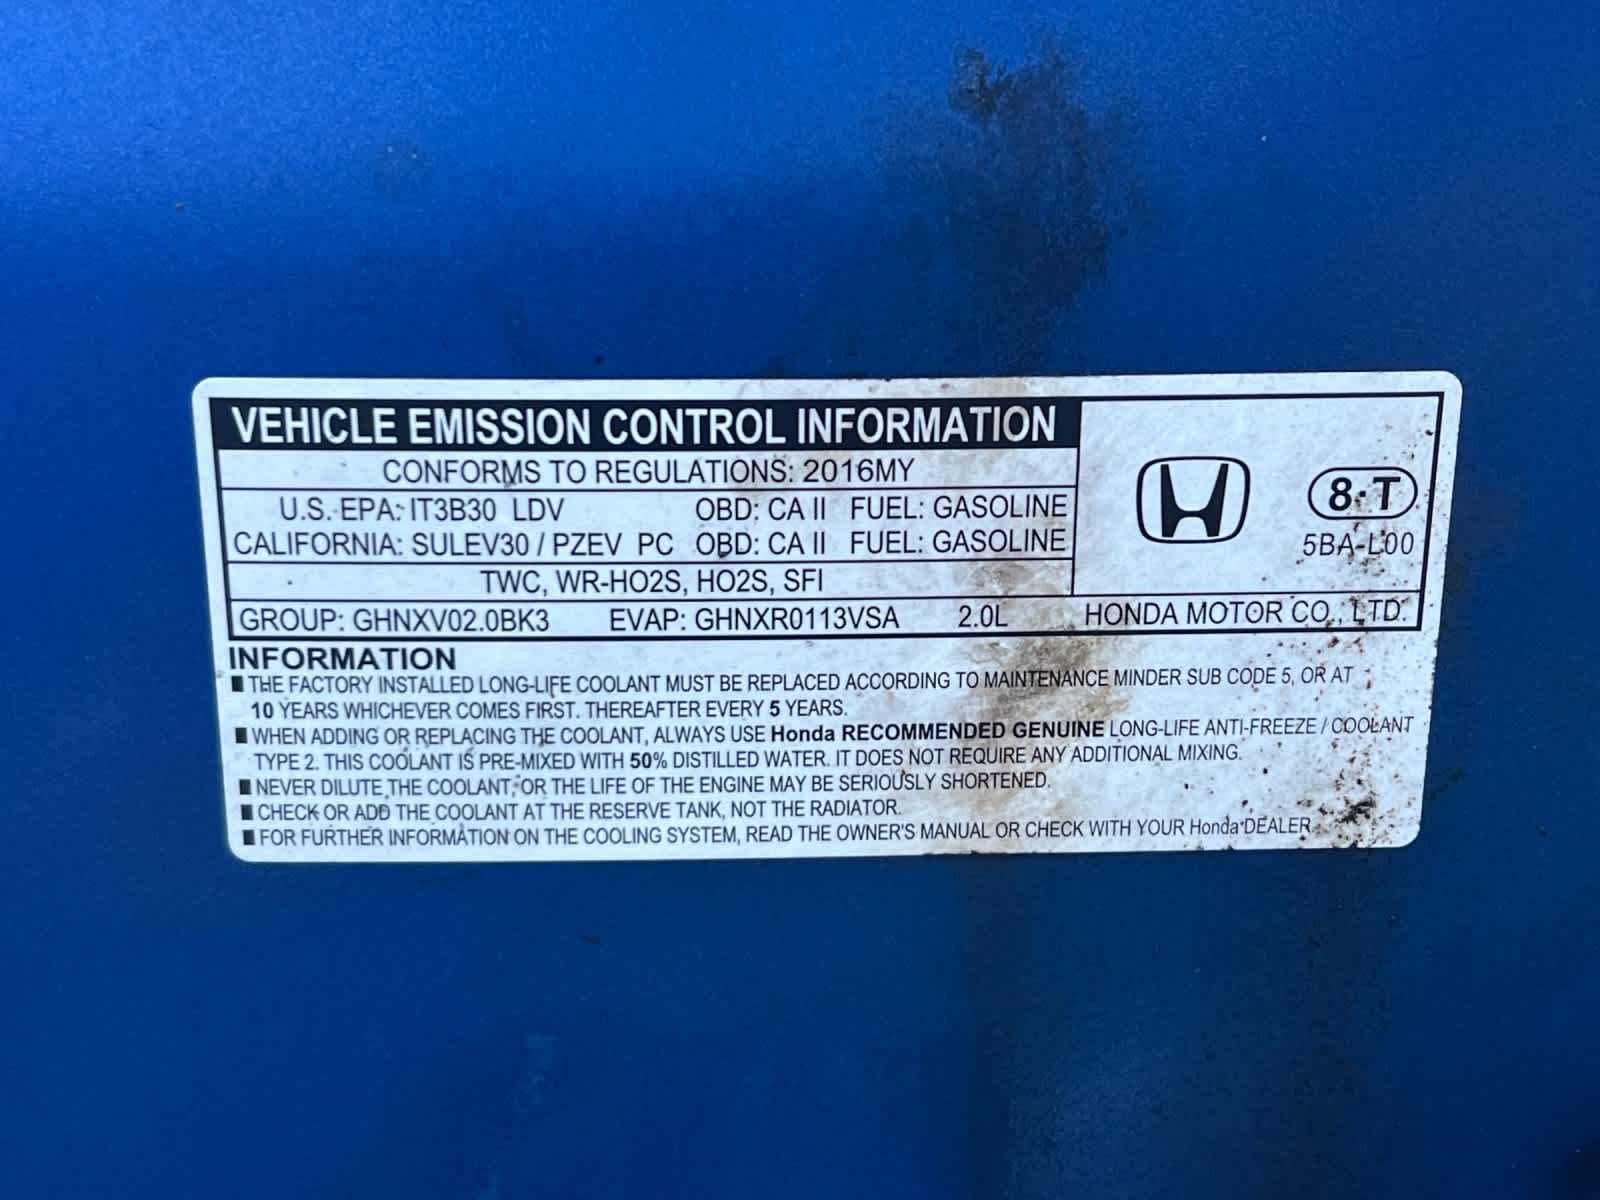 VEHICLE EMISSION CONTROL INFORMATION
CONFORMS TO REGULATIONS: 2016MY
U.S. EPA: IT3B30 LDV OBD: CA II FUEL: GASOLINE
CALIFORNIA: SULEV30 / PZEV PC OBD: CA II FUEL: GASOLINE
TWC, WR-HO2S, HO2S, SFI
8-T
5BA-L00
GROUP: GHNXV02.0BK3 EVAP: GHNXR0113VSA 2.0L HONDA MOTOR CO., LTD.
INFORMATION
■ THE FACTORY INSTALLED LONG-LIFE COOLANT MUST BE REPLACED ACCORDING TO MAINTENANCE MINDER SUB CODE 5, OR AT
10 YEARS WHICHEVER COMES FIRST. THEREAFTER EVERY 5 YEARS.
■ WHEN ADDING OR REPLACING THE COOLANT, ALWAYS USE Honda RECOMMENDED GENUINE LONG-LIFE ANTI-FREEZE / COOLANT
TYPE 2. THIS COOLANT IS PRE-MIXED WITH 50% DISTILLED WATER. IT DOES NOT REQUIRE ANY ADDITIONAL MIXING.
■ NEVER DILUTE THE COOLANT, OR THE LIFE OF THE ENGINE MAY BE SERIOUSLY SHORTENED.
■ CHECK OR ADD THE COOLANT AT THE RESERVE TANK, NOT THE RADIATOR.
■ FOR FURTHER INFORMATION ON THE COOLING SYSTEM, READ THE OWNER'S MANUAL OR CHECK WITH YOUR Honda DEALER.